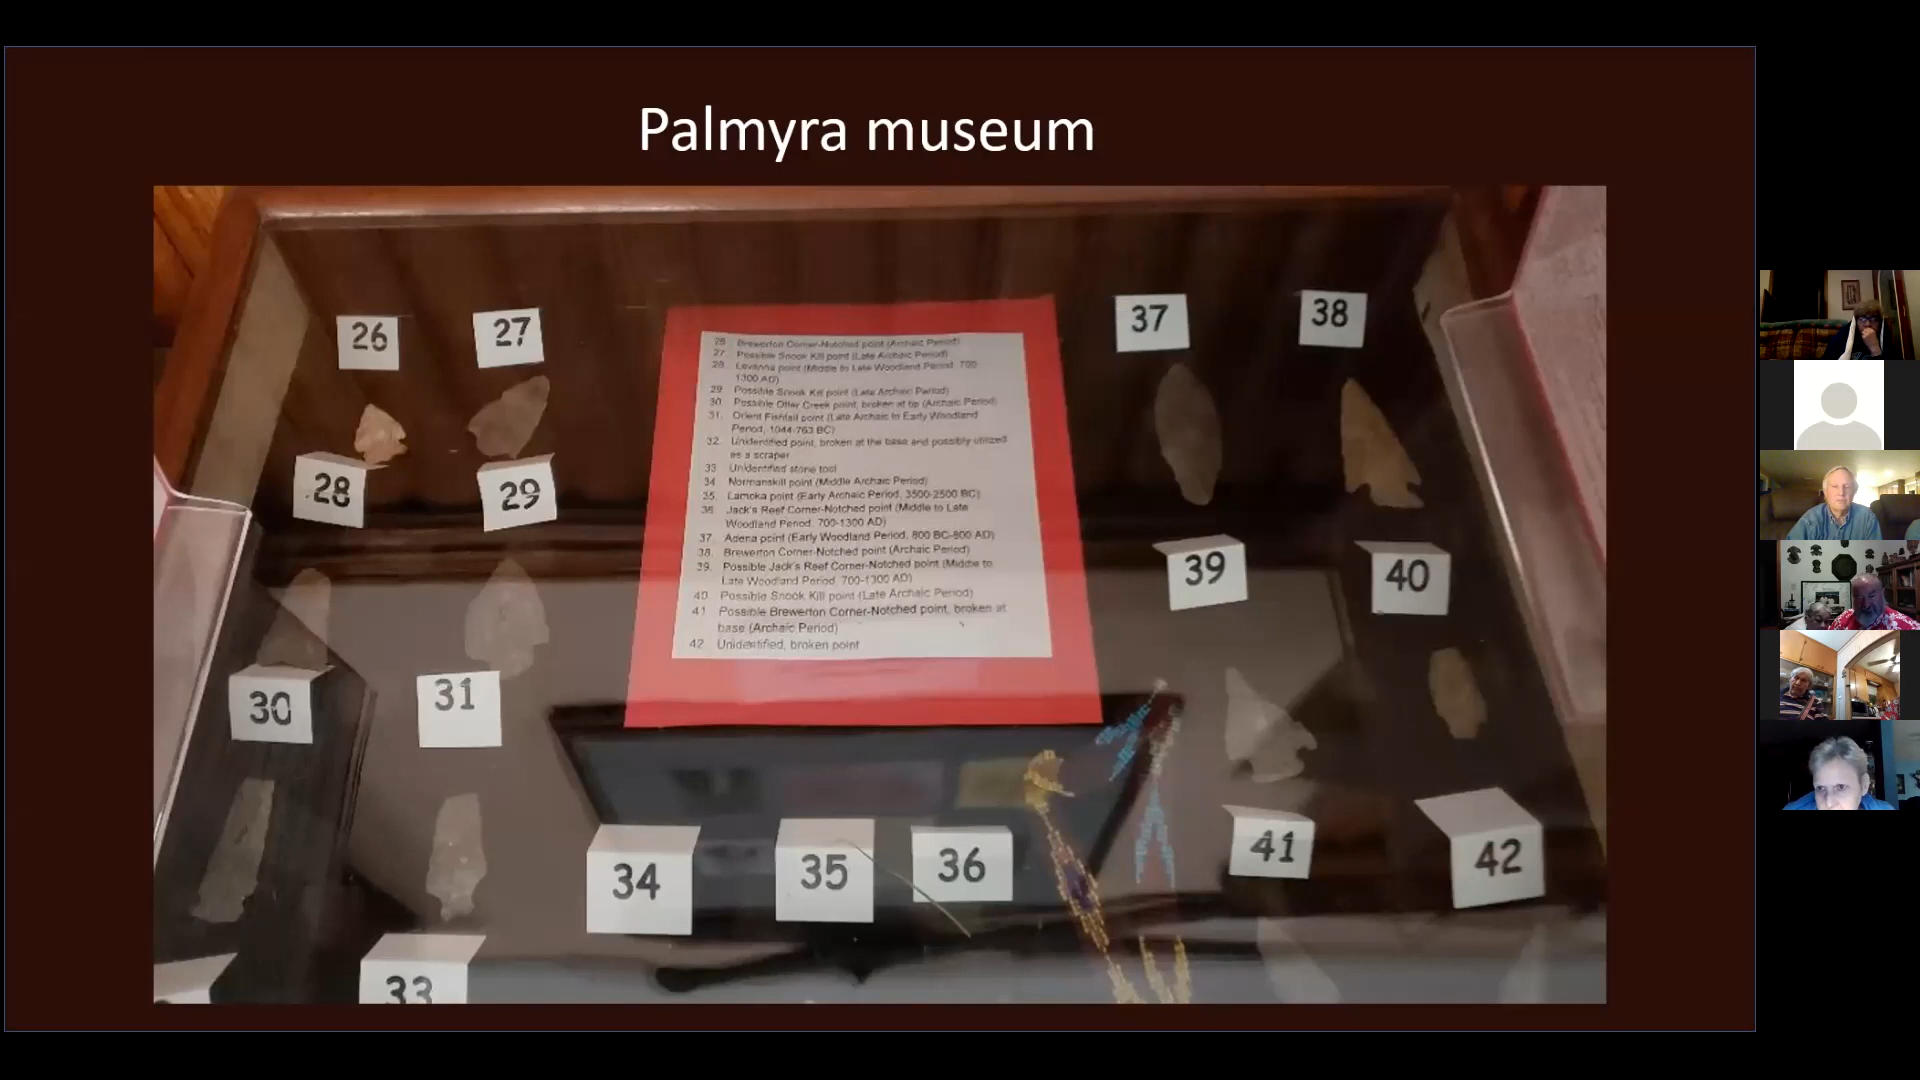 Palmyra museum
26
27
37
38
26. Brewerton Corner-Notched point (Archaic Period)
27. Possible Snook Kill point (Late Archaic Period)
28. Levanna point (Middle to Late Woodland Period, 700-
1300 AD)
29. Possible Snook Kill point (Late Archaic Period)
30. Possible Otter Creek point, broken at tip (Archaic Period)
31. Orient Fishtail point (Late Archaic to Early Woodland
Period, 1044-763 BC)
32. Unidentified point, broken at the base and possibly utilized
as a scraper
33. Unidentified stone tool
34. Normanskill point (Middle Archaic Period)
35. Lamoka point (Early Archaic Period, 3500-2500 BC)
36. Jack's Reef Corner-Notched point (Middle to Late
Woodland Period, 700-1300 AD)
37. Adena point (Early Woodland Period, 800 BC-800 AD)
38. Brewerton Corner-Notched point (Archaic Period)
39. Possible Jack's Reef Corner-Notched point (Middle to
Late Woodland Period, 700-1300 AD)
40. Possible Snook Kill point (Late Archaic Period)
41. Possible Brewerton Corner-Notched point, broken at
base (Archaic Period)
42. Unidentified, broken point
28
29
39
40
30
31
34
35
36
41
42
33